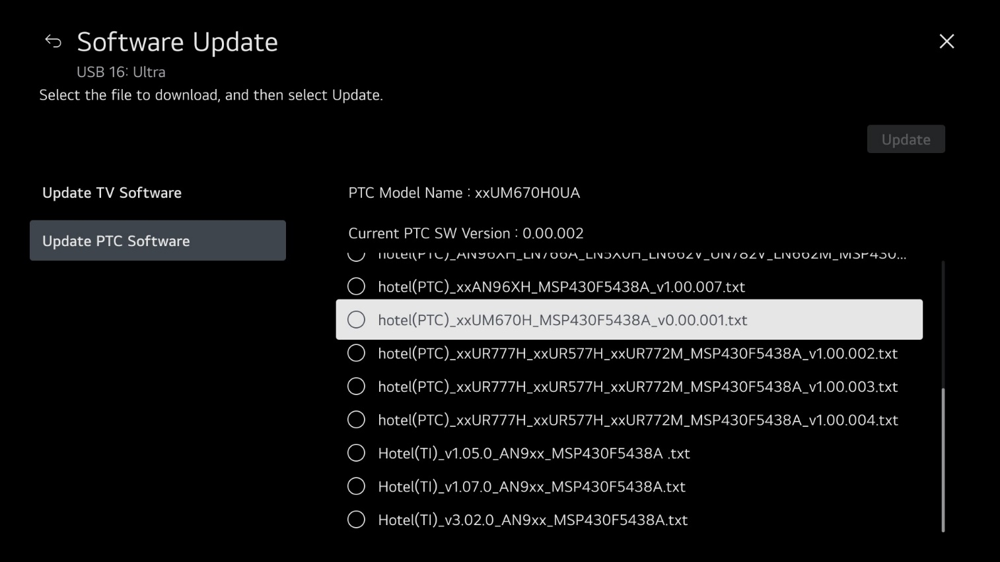 Software Update
USB 16: Ultra
Select the file to download, and then select Update.
Update
Update TV Software
Update PTC Software
PTC Model Name : xxUM670H0UA
Current PTC SW Version : 0.00.002
hotel(PTC)_AN96XH_LN766A_LN5X0H_LN662V_UN782V_LN662M_MSP430...
hotel(PTC)_xxAN96XH_MSP430F5438A_v1.00.007.txt
hotel(PTC)_xxUM670H_MSP430F5438A_v0.00.001.txt
hotel(PTC)_xxUR777H_xxUR577H_xxUR772M_MSP430F5438A_v1.00.002.txt
hotel(PTC)_xxUR777H_xxUR577H_xxUR772M_MSP430F5438A_v1.00.003.txt
hotel(PTC)_xxUR777H_xxUR577H_xxUR772M_MSP430F5438A_v1.00.004.txt
Hotel(TI)_v1.05.0_AN9xx_MSP430F5438A .txt
Hotel(TI)_v1.07.0_AN9xx_MSP430F5438A.txt
Hotel(TI)_v3.02.0_AN9xx_MSP430F5438A.txt